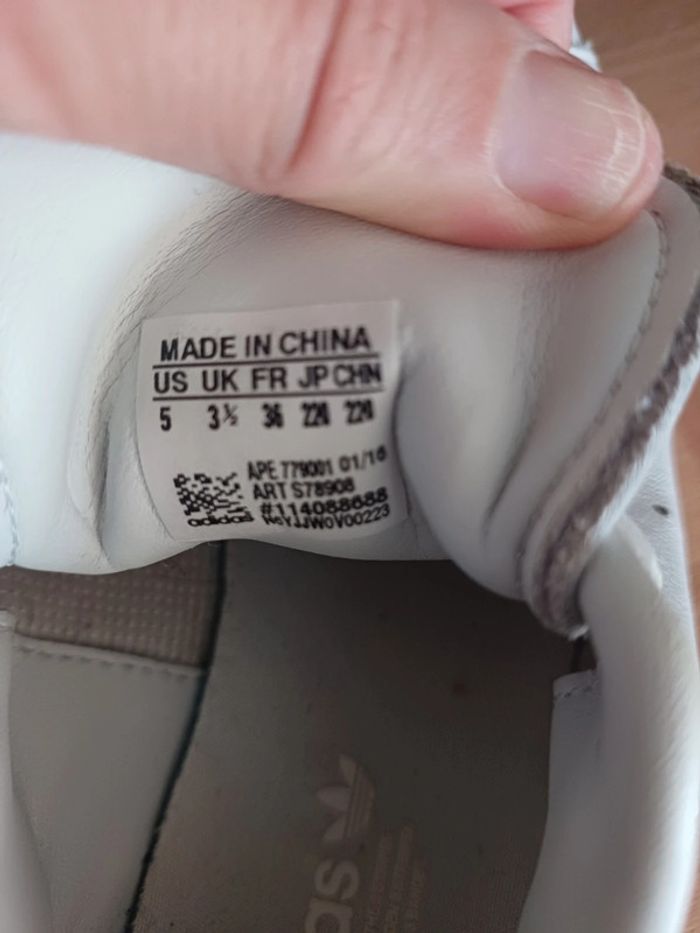 MADE IN CHINA
US UK FR JP CHN
5 3½ 36 220 220
APE 779001 01/16
ART S78908
#114088688
adidas